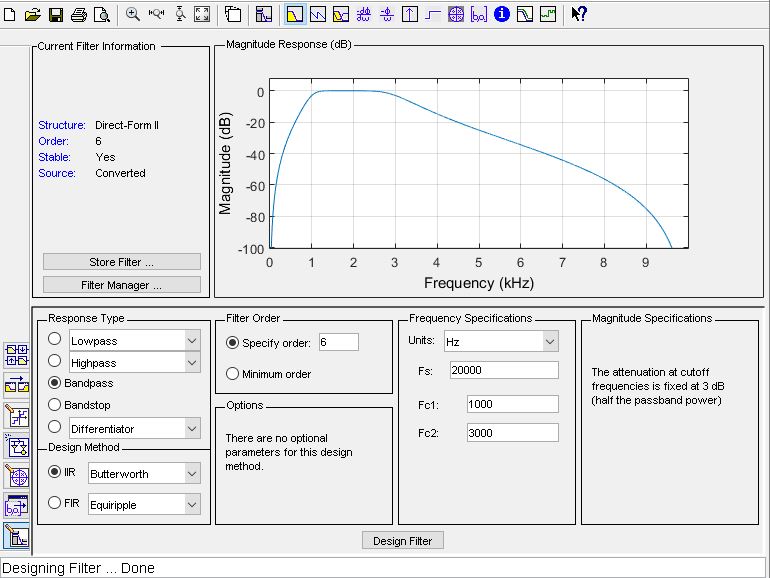 Current Filter Information
Structure: Direct-Form II
Order: 6
Stable: Yes
Source: Converted
Store Filter ...
Filter Manager ...
Magnitude Response (dB)
Magnitude (dB)
0
-20
-40
-60
-80
-100
0 1 2 3 4 5 6 7 8 9
Frequency (kHz)
Response Type
Lowpass
Highpass
Bandpass
Bandstop
Differentiator
Design Method
IIR Butterworth
FIR Equiripple
Filter Order
Specify order: 6
Minimum order
Options
There are no optional
parameters for this design
method.
Frequency Specifications
Units: Hz
Fs: 20000
Fc1: 1000
Fc2: 3000
Magnitude Specifications
The attenuation at cutoff
frequencies is fixed at 3 dB
(half the passband power)
Design Filter
Designing Filter ... Done